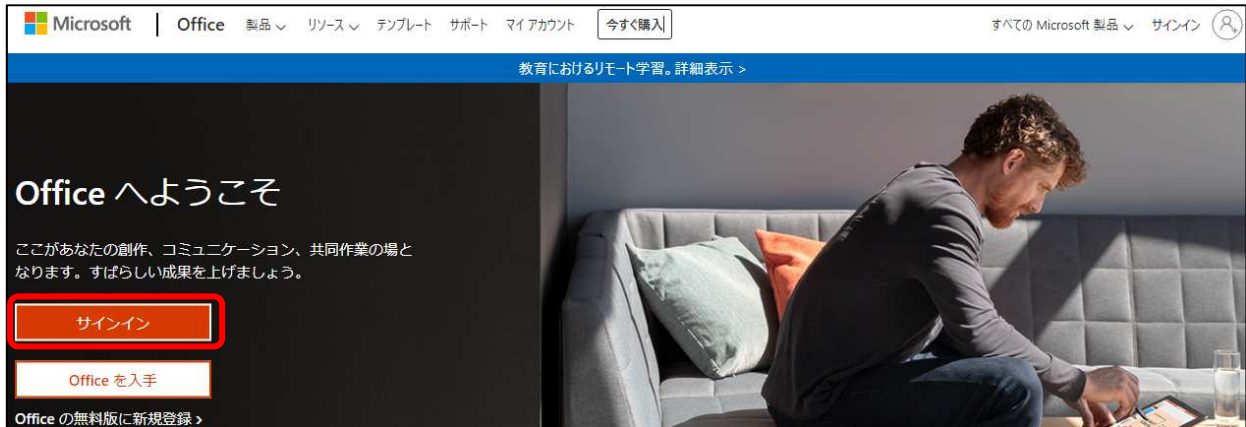 Microsoft Office 製品 リソース テンプレート サポート マイ アカウント 今すぐ購入 すべての Microsoft 製品 サインイン
教育におけるリモート学習。詳細表示 >
Office へようこそ
ここがあなたの創作、コミュニケーション、共同作業の場と
なります。すばらしい成果を上げましょう。
サインイン
Office を入手
Office の無料版に新規登録 >